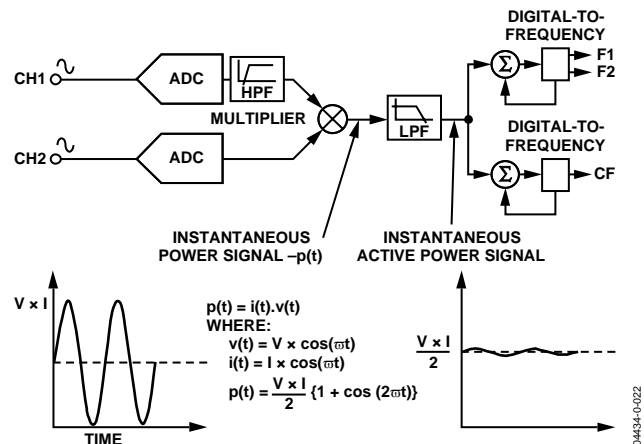 DIGITAL-TO-
FREQUENCY
CH1
ADC
HPF
Σ
F1
F2
MULTIPLIER
LPF
CH2
ADC
DIGITAL-TO-
FREQUENCY
Σ
CF
INSTANTANEOUS
POWER SIGNAL –p(t)
INSTANTANEOUS
ACTIVE POWER SIGNAL
V × I
TIME
p(t) = i(t).v(t)
WHERE:
v(t) = V × cos(ϖt)
i(t) = I × cos(ϖt)
p(t) = V × I / 2 {1 + cos (2ϖt)}
V × I
2
TIME
04434-0-022